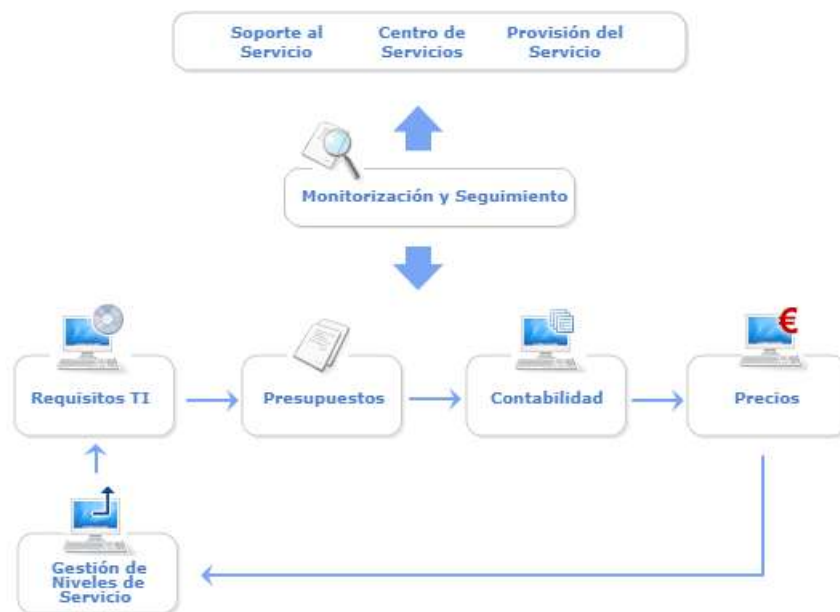 Soporte al
Servicio
Centro de
Servicios
Provisión del
Servicio
Monitorización y Seguimiento
€
Requisitos TI
Presupuestos
Contabilidad
Precios
Gestión de
Niveles de
Servicio